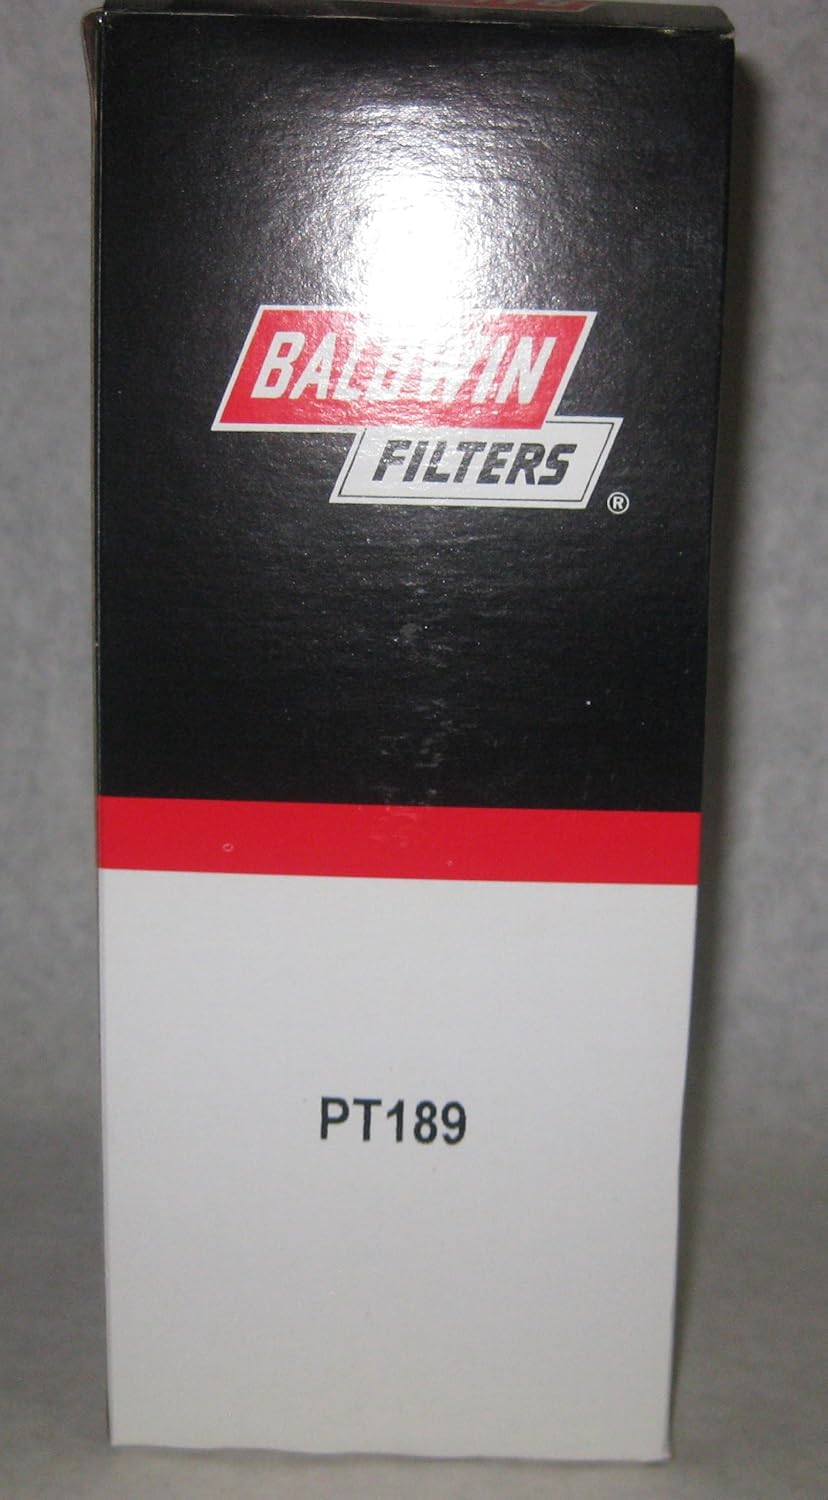 BALDWIN
FILTERS
®
PT189